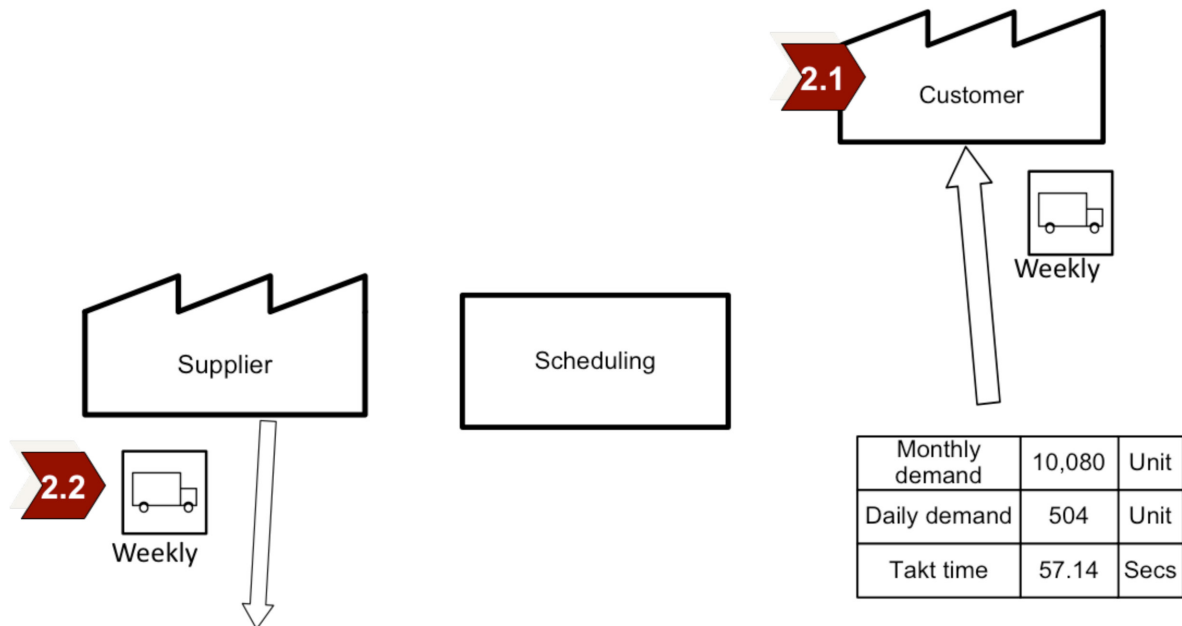 2.1
Customer
Weekly
Supplier
Scheduling
2.2
Weekly
Monthly
demand
10,080
Unit
Daily demand
504
Unit
Takt time
57.14
Secs